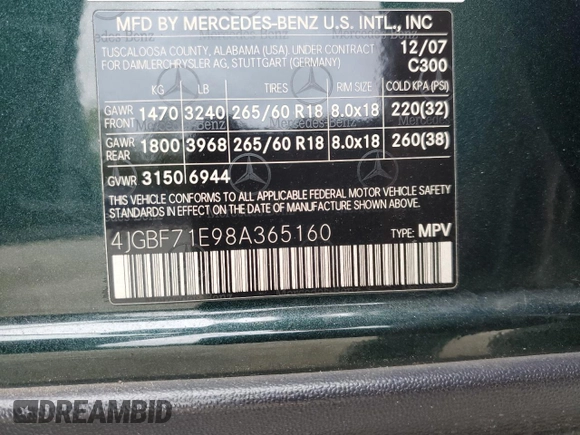 MFD BY MERCEDES-BENZ U.S. INTL., INC
TUSCALOOSA COUNTY, ALABAMA (USA), UNDER CONTRACT 12/07
FOR DAIMLERCHRYSLER AG, STUTTGART (GERMANY) C300
KG LB TIRES RIM SIZE COLD KPA (PSI)
GAWR FRONT 1470 3240 265/60 R18 8.0x18 220(32)
GAWR REAR 1800 3968 265/60 R18 8.0x18 260(38)
GVWR 3150 6944
THIS VEHICLE CONFORMS TO ALL APPLICABLE FEDERAL MOTOR VEHICLE SAFETY
AND THEFT PREVENTION STANDARDS IN EFFECT ON THE DATE OF MANUFACTURE SHOWN ABOVE.
4JGBF71E98A365160 TYPE: MPV
DREAMBID